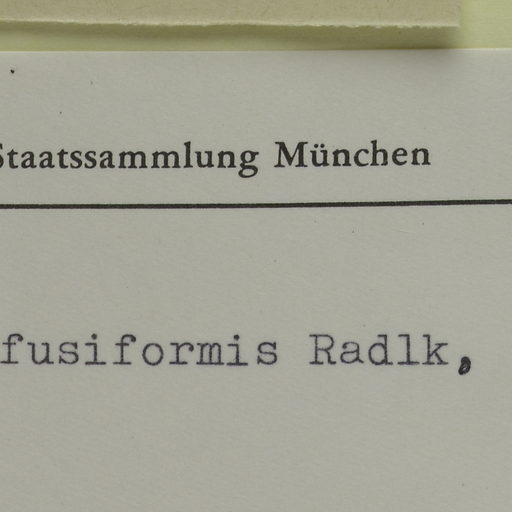 Staatssammlung München
fusiformis Radlk,